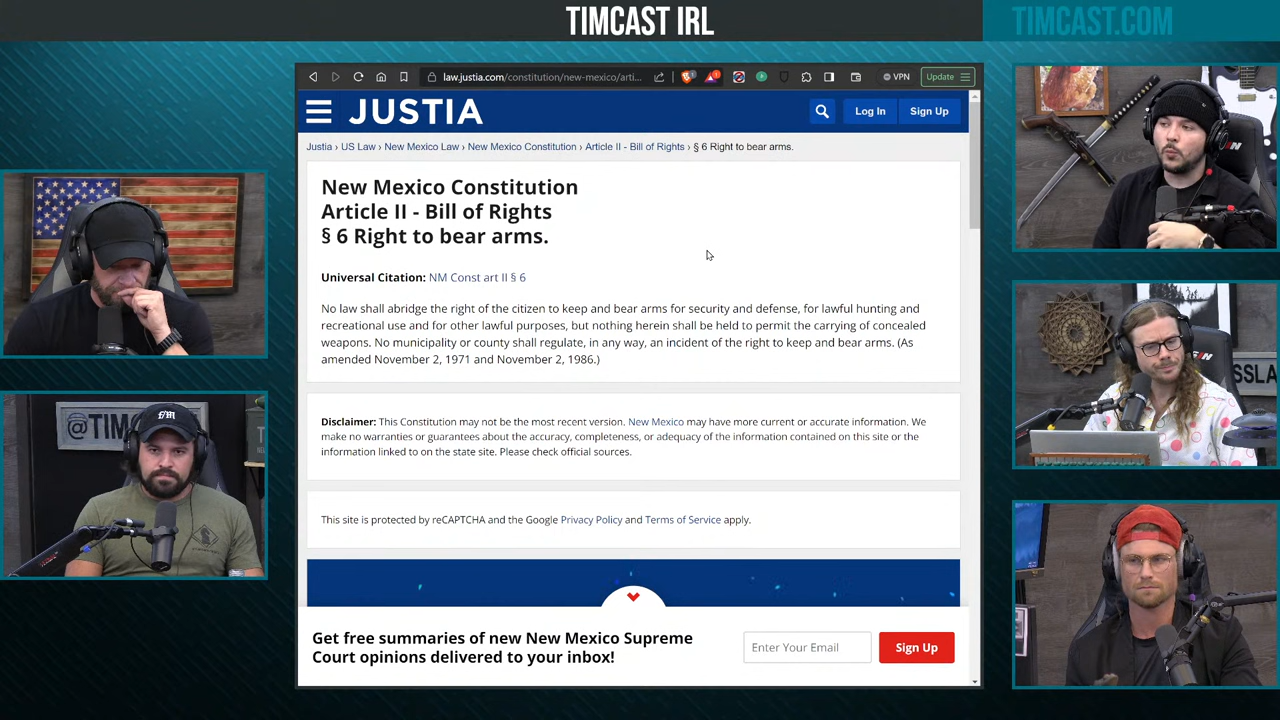 TIMCAST IRL
TIMCAST.COM
law.justia.com/constitution/new-mexico/arti...
VPN
Update
JUSTIA
Log In
Sign Up
Justia › US Law › New Mexico Law › New Mexico Constitution › Article II - Bill of Rights › § 6 Right to bear arms.
New Mexico Constitution
Article II - Bill of Rights
§ 6 Right to bear arms.
Universal Citation: NM Const art II § 6
No law shall abridge the right of the citizen to keep and bear arms for security and defense, for lawful hunting and
recreational use and for other lawful purposes, but nothing herein shall be held to permit the carrying of concealed
weapons. No municipality or county shall regulate, in any way, an incident of the right to keep and bear arms. (As
amended November 2, 1971 and November 2, 1986.)
Disclaimer: This Constitution may not be the most recent version. New Mexico may have more current or accurate information. We
make no warranties or guarantees about the accuracy, completeness, or adequacy of the information contained on this site or the
information linked to on the state site. Please check official sources.
This site is protected by reCAPTCHA and the Google Privacy Policy and Terms of Service apply.
Get free summaries of new New Mexico Supreme
Court opinions delivered to your inbox!
Enter Your Email
Sign Up
@TIM
f/M